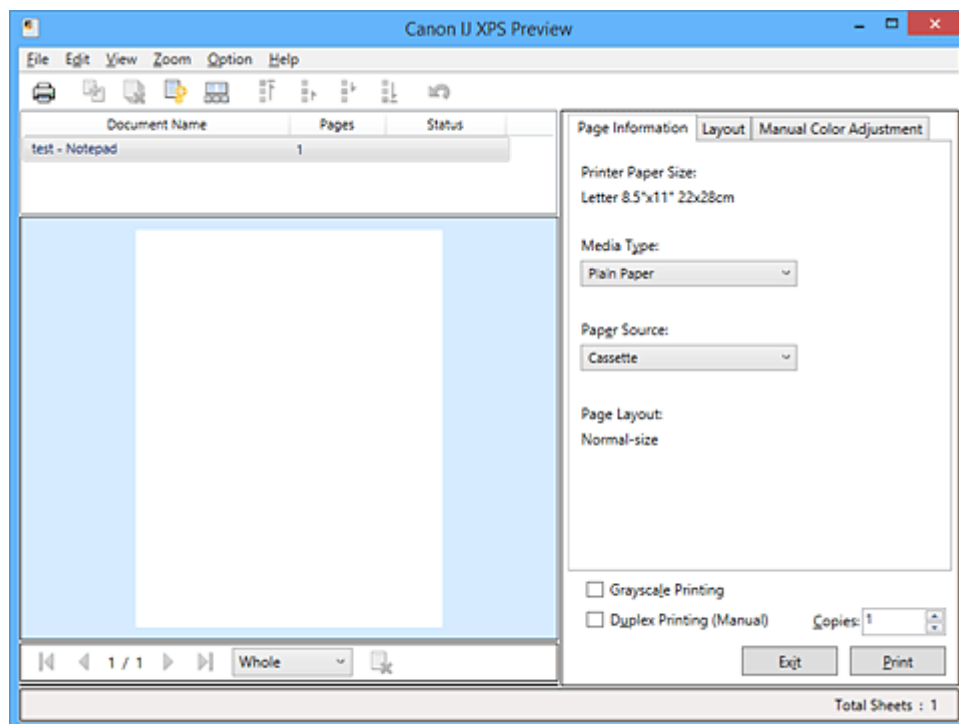 Canon IJ XPS Preview
File Edit View Zoom Option Help
Document Name Pages Status
test - Notepad 1
Page Information Layout Manual Color Adjustment
Printer Paper Size:
Letter 8.5"x11" 22x28cm
Media Type:
Plain Paper
Paper Source:
Cassette
Page Layout:
Normal-size
Grayscale Printing
Duplex Printing (Manual) Copies: 1
1 / 1 Whole
Exit Print
Total Sheets : 1